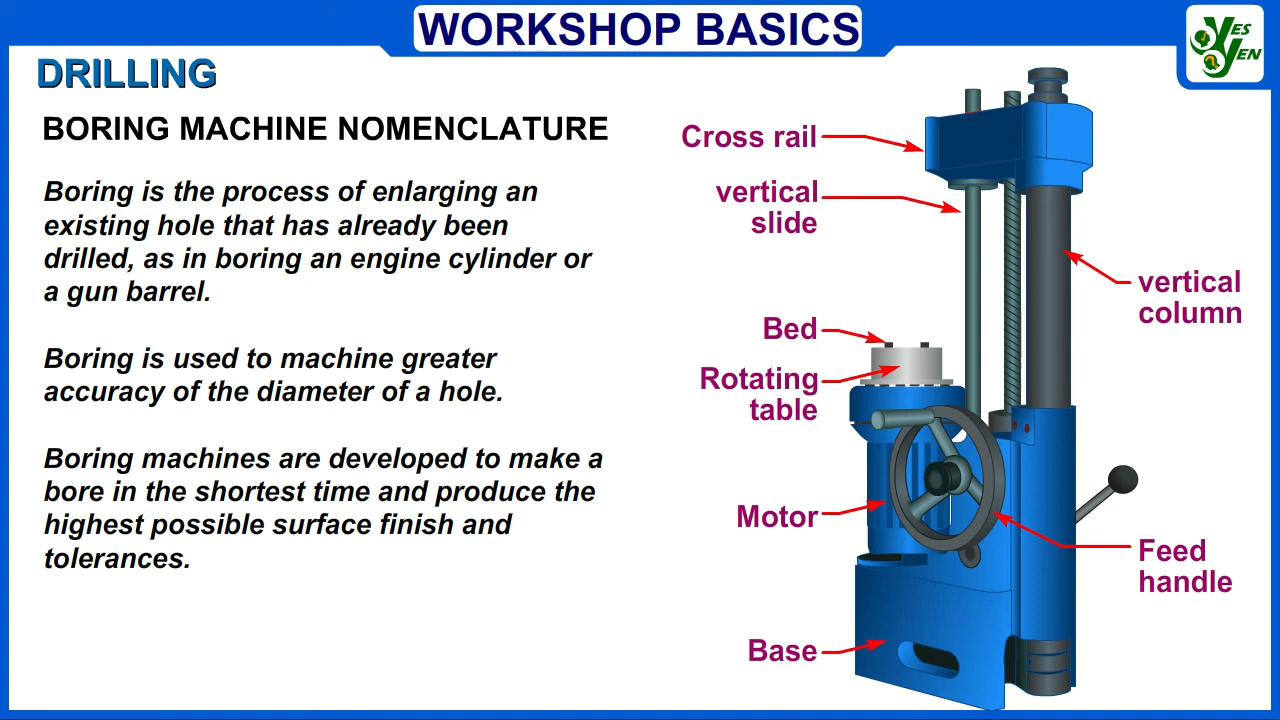 WORKSHOP BASICS
YES
YEN
DRILLING
BORING MACHINE NOMENCLATURE
Boring is the process of enlarging an
existing hole that has already been
drilled, as in boring an engine cylinder or
a gun barrel.
Boring is used to machine greater
accuracy of the diameter of a hole.
Boring machines are developed to make a
bore in the shortest time and produce the
highest possible surface finish and
tolerances.
Cross rail
vertical
slide
vertical
column
Bed
Rotating
table
Motor
Feed
handle
Base